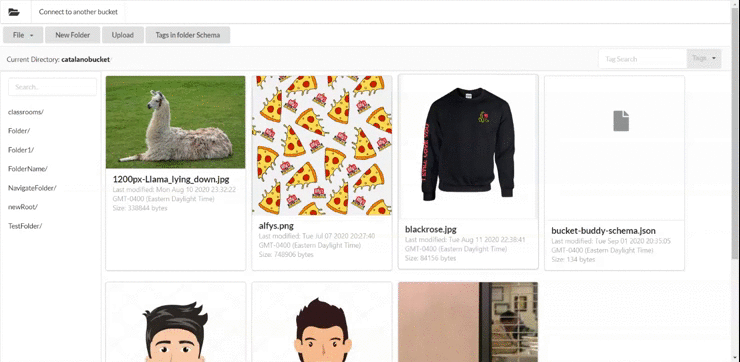 Connect to another bucket
File
New Folder
Upload
Tags in folder Schema
Current Directory: catalanobucket
Tag Search
Tags
Search...
classrooms/
Folder/
Folder1/
FolderName/
NavigateFolder/
newRoot/
TestFolder/
1200px-Llama_lying_down.jpg
Last modified: Mon Aug 10 2020 23:32:22
GMT-0400 (Eastern Daylight Time)
Size: 338844 bytes
alfys.png
Last modified: Tue Jul 07 2020 20:27:40
GMT-0400 (Eastern Daylight Time)
Size: 748906 bytes
blackrose.jpg
Last modified: Tue Aug 11 2020 22:38:41
GMT-0400 (Eastern Daylight Time)
Size: 84156 bytes
bucket-buddy-schema.json
Last modified: Tue Sep 01 2020 20:35:05
GMT-0400 (Eastern Daylight Time)
Size: 134 bytes